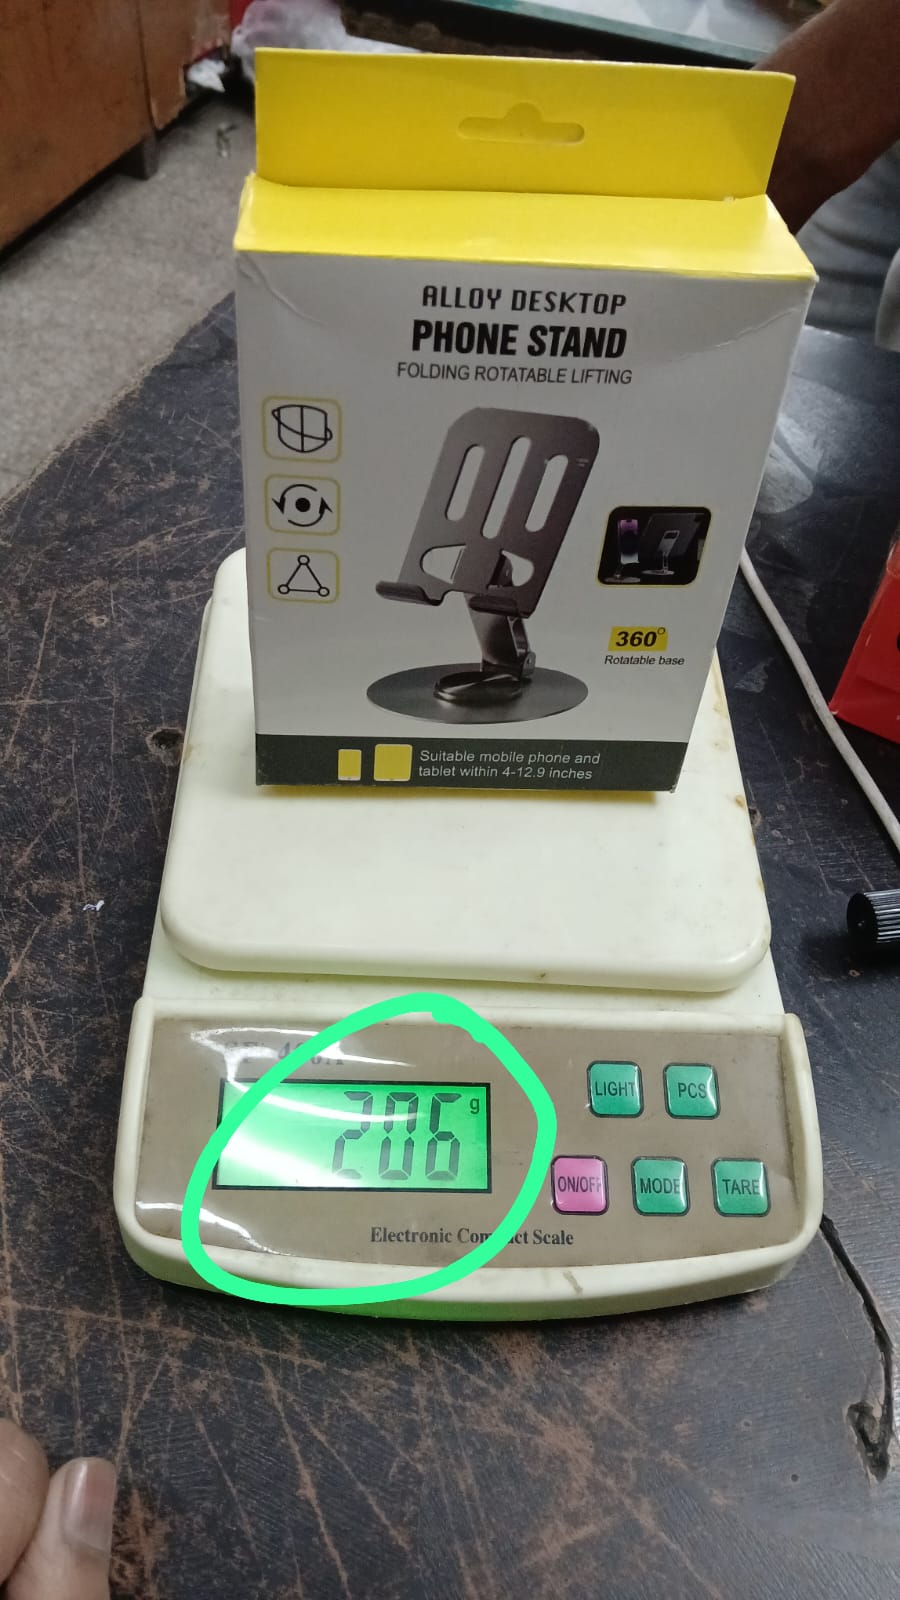 ALLOY DESKTOP
PHONE STAND
FOLDING ROTATABLE LIFTING
360°
Rotatable base
Suitable mobile phone and
tablet within 4-12.9 inches
206 g
LIGHT
PCS
ON/OFF
MODE
TARE
Electronic Compact Scale